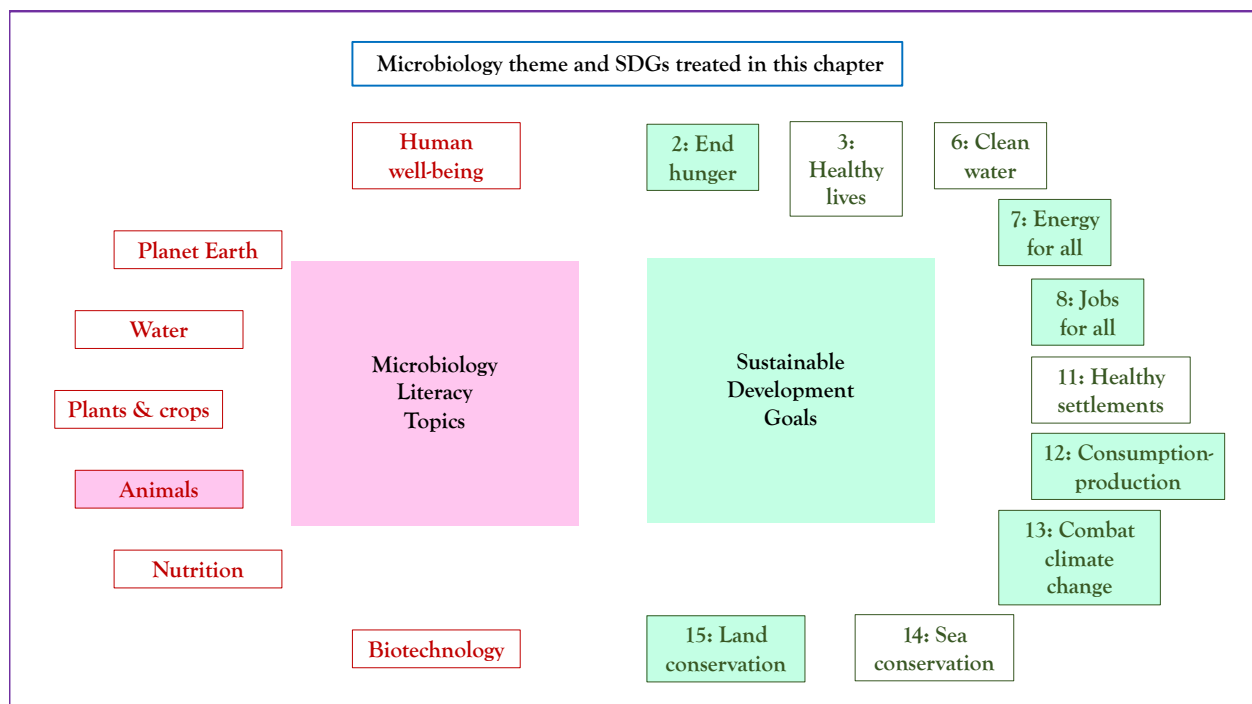 Microbiology theme and SDGs treated in this chapter
Human
well-being
Planet Earth
Water
Plants & crops
Animals
Nutrition
Biotechnology
Microbiology
Literacy
Topics
Sustainable
Development
Goals
2: End
hunger
3:
Healthy
lives
6: Clean
water
7: Energy
for all
8: Jobs
for all
11: Healthy
settlements
12: Consumption-
production
13: Combat
climate
change
14: Sea
conservation
15: Land
conservation